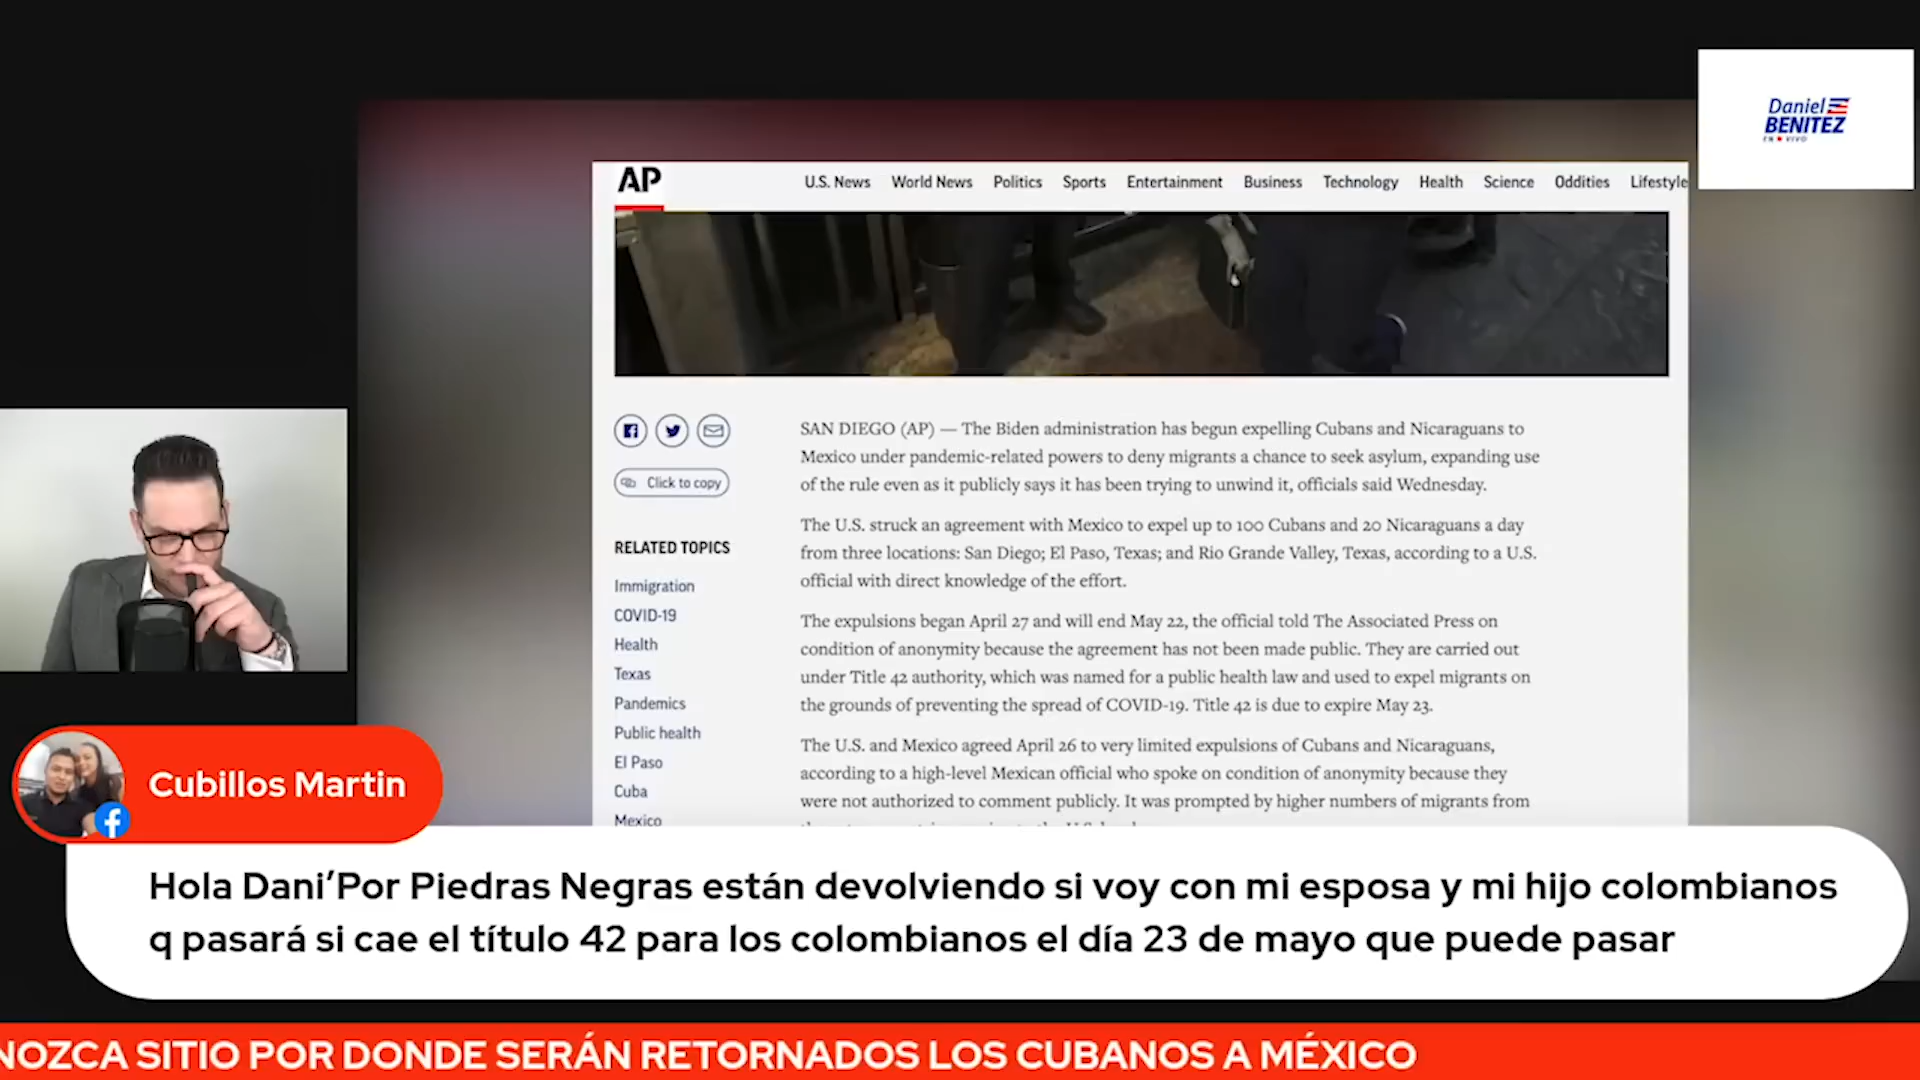 Daniel
BENITEZ
EN VIVO
AP
U.S. News World News Politics Sports Entertainment Business Technology Health Science Oddities Lifestyle
Click to copy
RELATED TOPICS
Immigration
COVID-19
Health
Texas
Pandemics
Public health
El Paso
Cuba
Mexico
SAN DIEGO (AP) — The Biden administration has begun expelling Cubans and Nicaraguans to
Mexico under pandemic-related powers to deny migrants a chance to seek asylum, expanding use
of the rule even as it publicly says it has been trying to unwind it, officials said Wednesday.
The U.S. struck an agreement with Mexico to expel up to 100 Cubans and 20 Nicaraguans a day
from three locations: San Diego; El Paso, Texas; and Rio Grande Valley, Texas, according to a U.S.
official with direct knowledge of the effort.
The expulsions began April 27 and will end May 22, the official told The Associated Press on
condition of anonymity because the agreement has not been made public. They are carried out
under Title 42 authority, which was named for a public health law and used to expel migrants on
the grounds of preventing the spread of COVID-19. Title 42 is due to expire May 23.
The U.S. and Mexico agreed April 26 to very limited expulsions of Cubans and Nicaraguans,
according to a high-level Mexican official who spoke on condition of anonymity because they
were not authorized to comment publicly. It was prompted by higher numbers of migrants from
Cubillos Martin
Hola Dani’Por Piedras Negras están devolviendo si voy con mi esposa y mi hijo colombianos
q pasará si cae el título 42 para los colombianos el día 23 de mayo que puede pasar
NOZCA SITIO POR DONDE SERÁN RETORNADOS LOS CUBANOS A MÉXICO